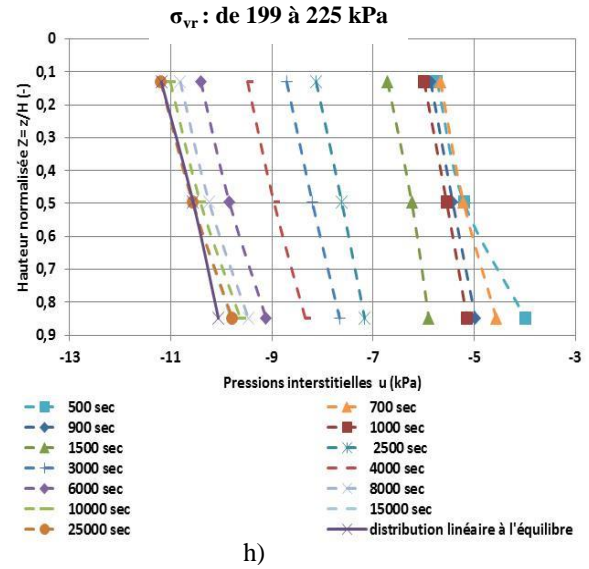 σvr : de 199 à 225 kPa
0
0,1
0,2
0,3
0,4
0,5
0,6
0,7
0,8
0,9
Hauteur normalisée Z= z/H (-)
-13 -11 -9 -7 -5 -3
Pressions interstitielles u (kPa)
500 sec 700 sec
900 sec 1000 sec
1500 sec 2500 sec
3000 sec 4000 sec
6000 sec 8000 sec
10000 sec 15000 sec
25000 sec distribution linéaire à l'équilibre
h)